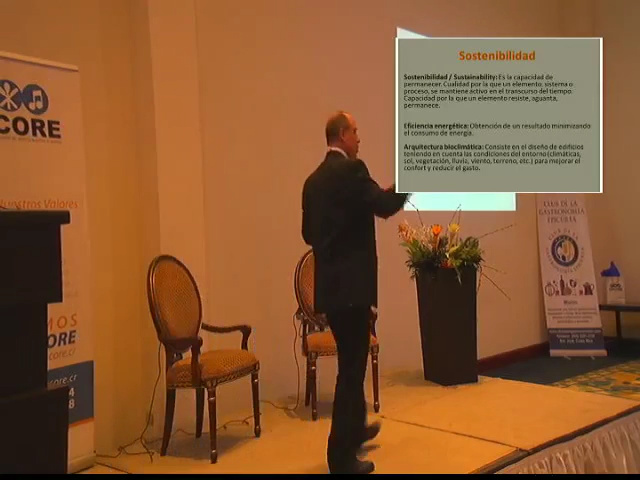 Sostenibilidad
Sostenibilidad / Sustainability: Es la capacidad de
permanecer. Cualidad por la que un elemento, sistema o
proceso, se mantiene activo en el transcurso del tiempo.
Capacidad por la que un elemento resiste, aguanta,
permanece.
Eficiencia energética: Obtención de un resultado minimizando
el consumo de energía.
Arquitectura bioclimática: Consiste en el diseño de edificios
teniendo en cuenta las condiciones del entorno (climáticas,
sol, vegetación, lluvia, viento, terreno, etc.) para mejorar el
confort y reducir el gasto.
CORE
Nuestros Valores
CORE
core.cr
CLUB DE LA
GASTRONOMIA
EPICUREA